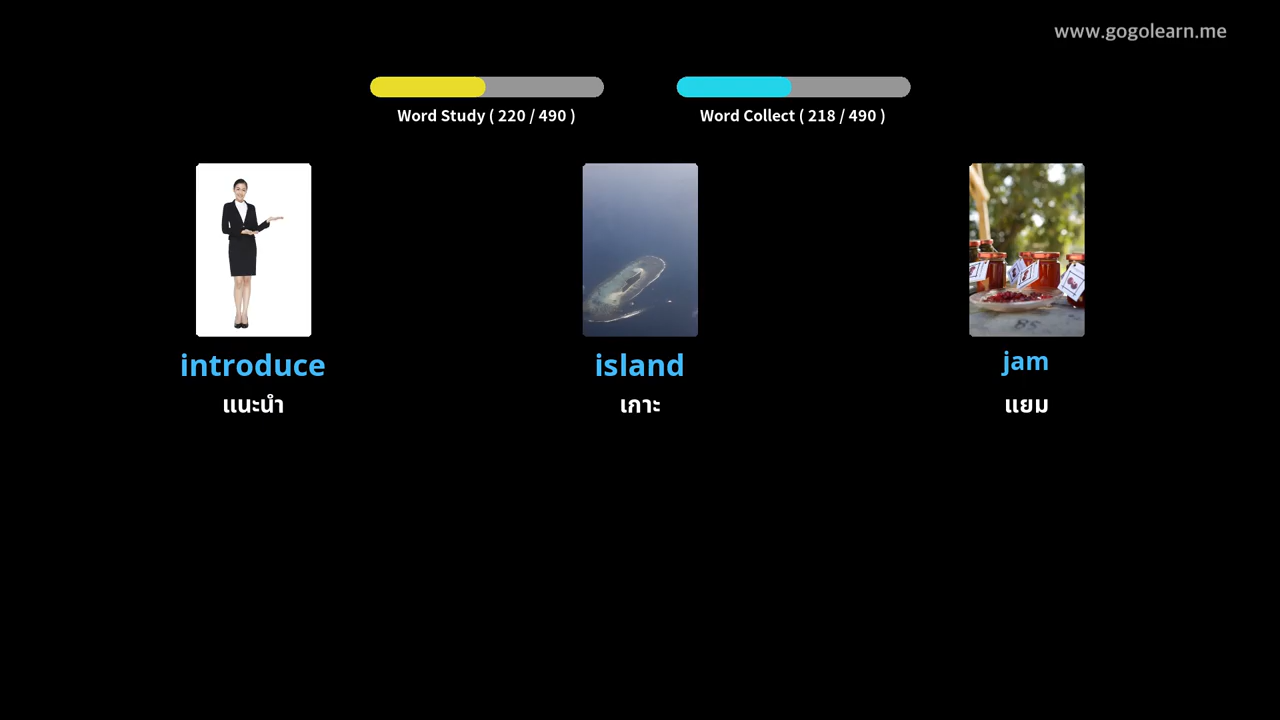 www.gogolearn.me
Word Study ( 220 / 490 )
Word Collect ( 218 / 490 )
introduce
แนะนำ
island
เกาะ
jam
แยม